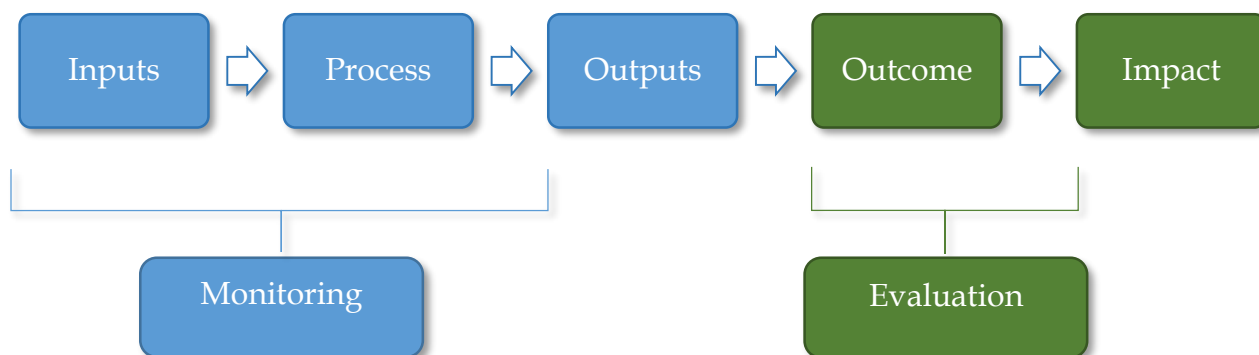 Inputs
Process
Outputs
Outcome
Impact
Monitoring
Evaluation